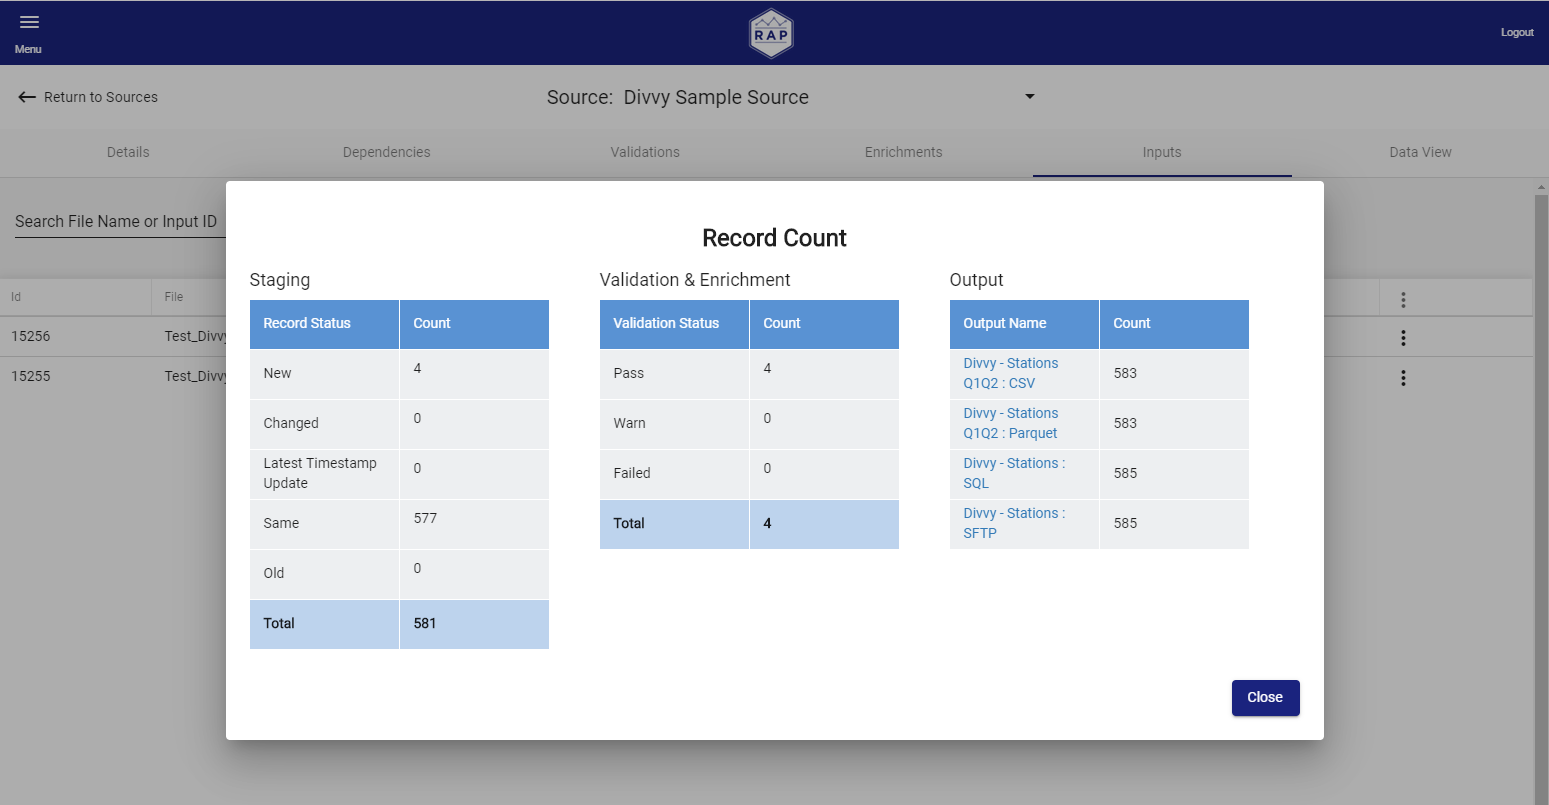 Menu
RAP
Logout
Return to Sources
Source: Divvy Sample Source
Details
Dependencies
Validations
Enrichments
Inputs
Data View
Search File Name or Input ID
Id
File
15256
Test_Divvy
15255
Test_Divvy
Record Count
Staging
Record Status
Count
New
4
Changed
0
Latest Timestamp
Update
0
Same
577
Old
0
Total
581
Validation & Enrichment
Validation Status
Count
Pass
4
Warn
0
Failed
0
Total
4
Output
Output Name
Count
Divvy - Stations
Q1Q2 : CSV
583
Divvy - Stations
Q1Q2 : Parquet
583
Divvy - Stations :
SQL
585
Divvy - Stations :
SFTP
585
Close